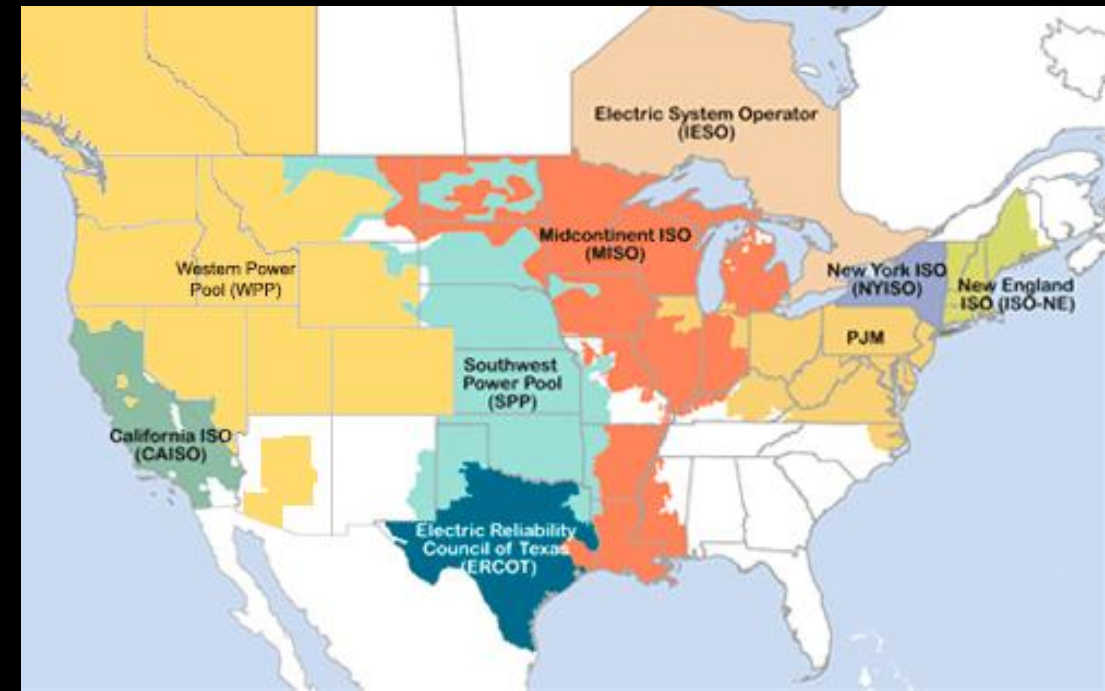 Electric System Operator
(IESO)
Midcontinent ISO
(MISO)
Western Power
Pool (WPP)
New York ISO
(NYISO)
New England
ISO (ISO-NE)
PJM
Southwest
Power Pool
(SPP)
California ISO
(CAISO)
Electric Reliability
Council of Texas
(ERCOT)